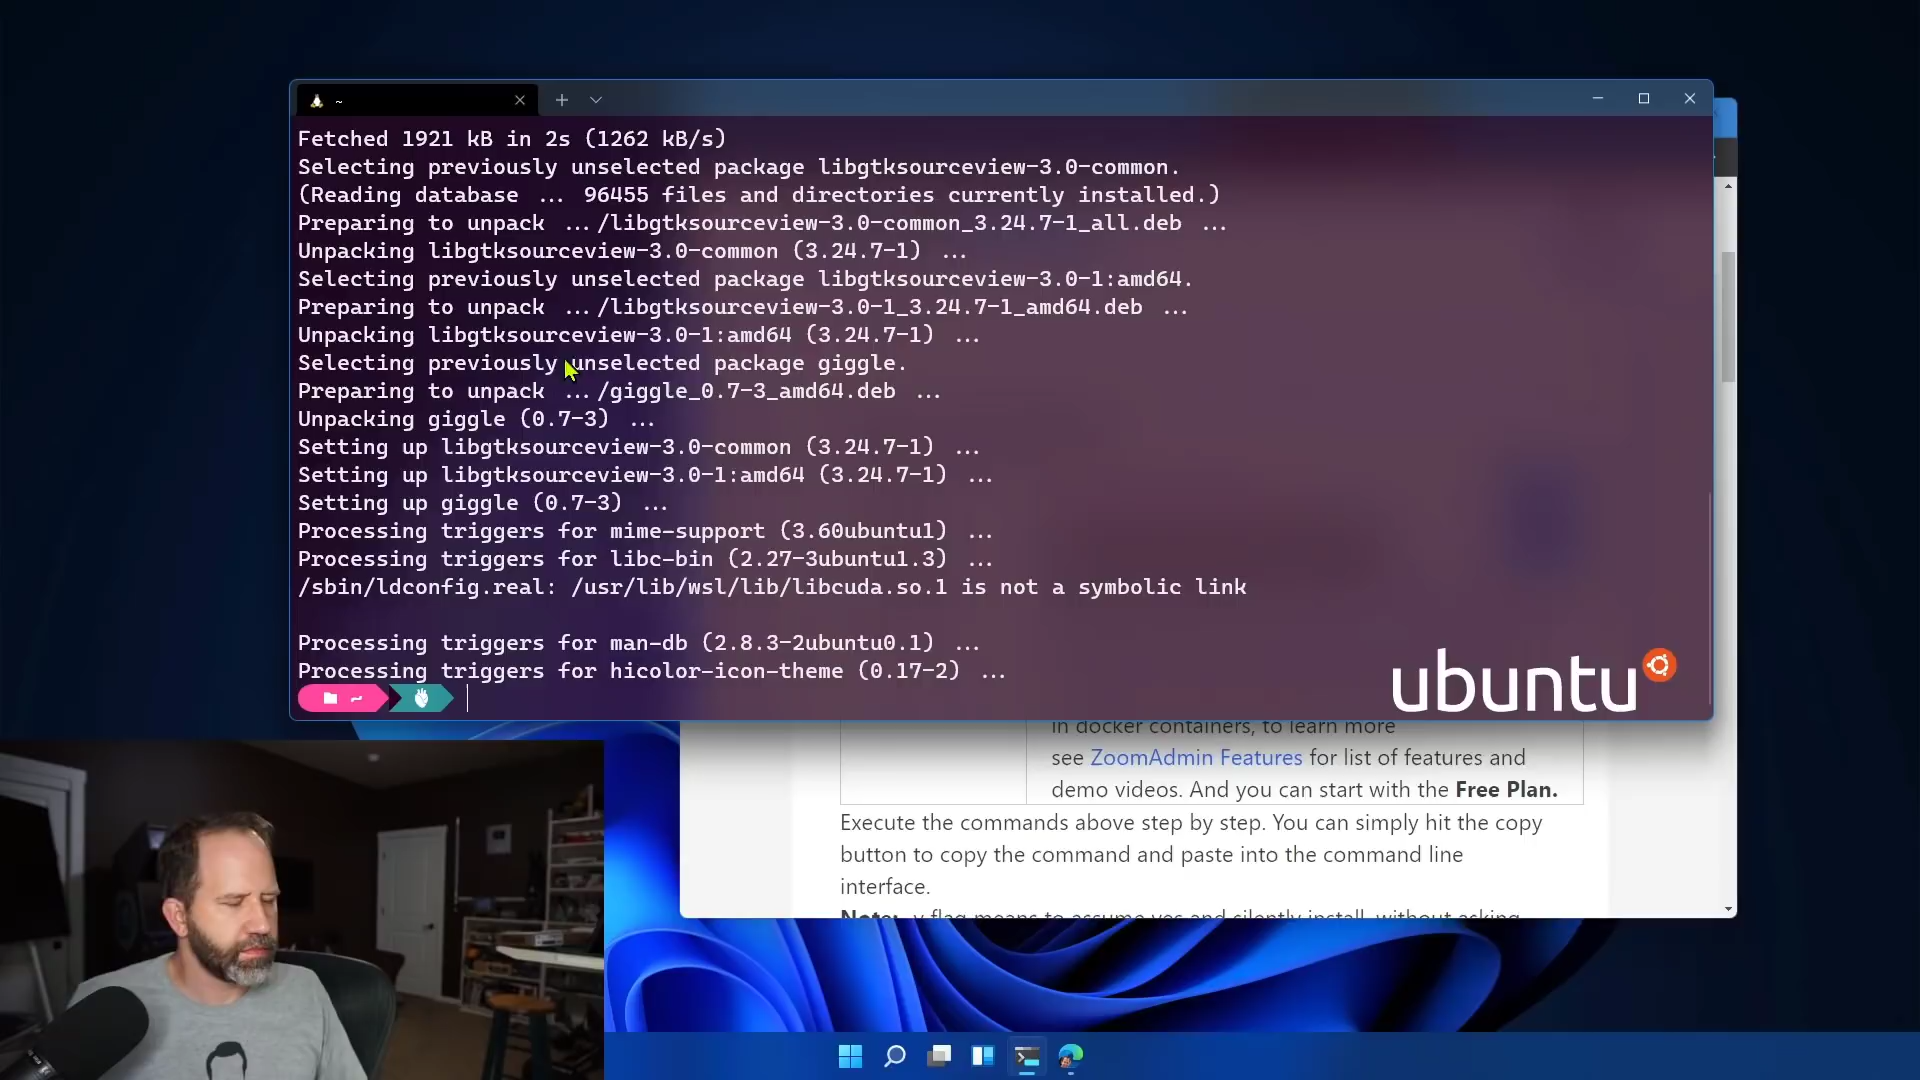 ~
Fetched 1921 kB in 2s (1262 kB/s)
Selecting previously unselected package libgtksourceview-3.0-common.
(Reading database ... 96455 files and directories currently installed.)
Preparing to unpack .../libgtksourceview-3.0-common_3.24.7-1_all.deb ...
Unpacking libgtksourceview-3.0-common (3.24.7-1) ...
Selecting previously unselected package libgtksourceview-3.0-1:amd64.
Preparing to unpack .../libgtksourceview-3.0-1_3.24.7-1_amd64.deb ...
Unpacking libgtksourceview-3.0-1:amd64 (3.24.7-1) ...
Selecting previously unselected package giggle.
Preparing to unpack .../giggle_0.7-3_amd64.deb ...
Unpacking giggle (0.7-3) ...
Setting up libgtksourceview-3.0-common (3.24.7-1) ...
Setting up libgtksourceview-3.0-1:amd64 (3.24.7-1) ...
Setting up giggle (0.7-3) ...
Processing triggers for mime-support (3.60ubuntu1) ...
Processing triggers for libc-bin (2.27-3ubuntu1.3) ...
/sbin/ldconfig.real: /usr/lib/wsl/lib/libcuda.so.1 is not a symbolic link
Processing triggers for man-db (2.8.3-2ubuntu0.1) ...
Processing triggers for hicolor-icon-theme (0.17-2) ...
~
ubuntu
in docker containers, to learn more
see ZoomAdmin Features for list of features and
demo videos. And you can start with the Free Plan.
Execute the commands above step by step. You can simply hit the copy
button to copy the command and paste into the command line
interface.
Note: -y flag means to assume yes and silently install, without asking